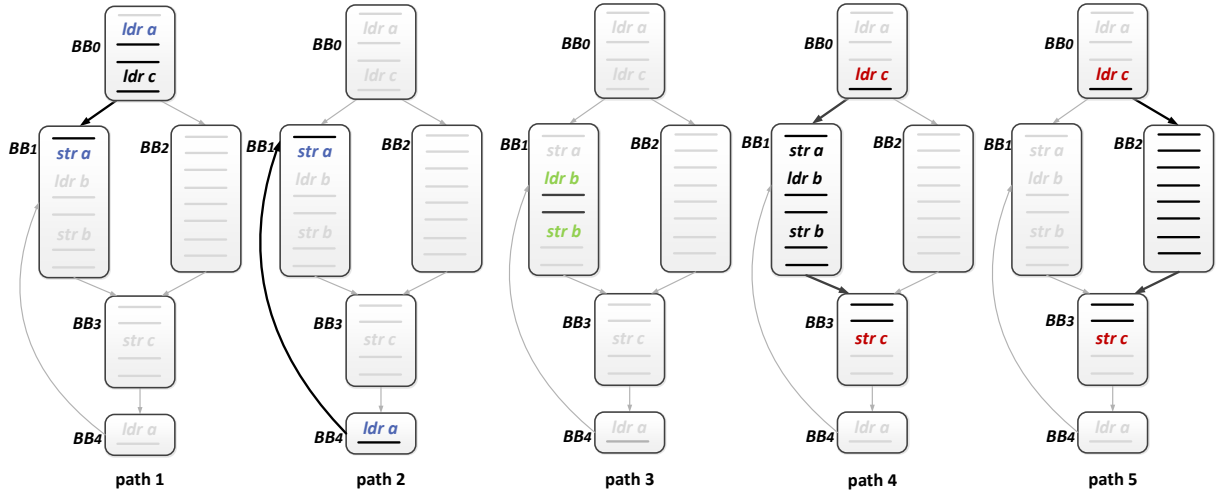 ldr a
BB0
ldr c
BB1
str a
BB2
ldr b
str b
BB3
str c
BB4
ldr a
path 1
ldr a
BB0
ldr c
BB1
str a
BB2
ldr b
str b
BB3
str c
BB4
ldr a
path 2
ldr a
BB0
ldr c
BB1
str a
BB2
ldr b
str b
BB3
str c
BB4
ldr a
path 3
ldr a
BB0
ldr c
BB1
str a
BB2
ldr b
str b
BB3
str c
BB4
ldr a
path 4
ldr a
BB0
ldr c
BB1
str a
BB2
ldr b
str b
BB3
str c
BB4
ldr a
path 5